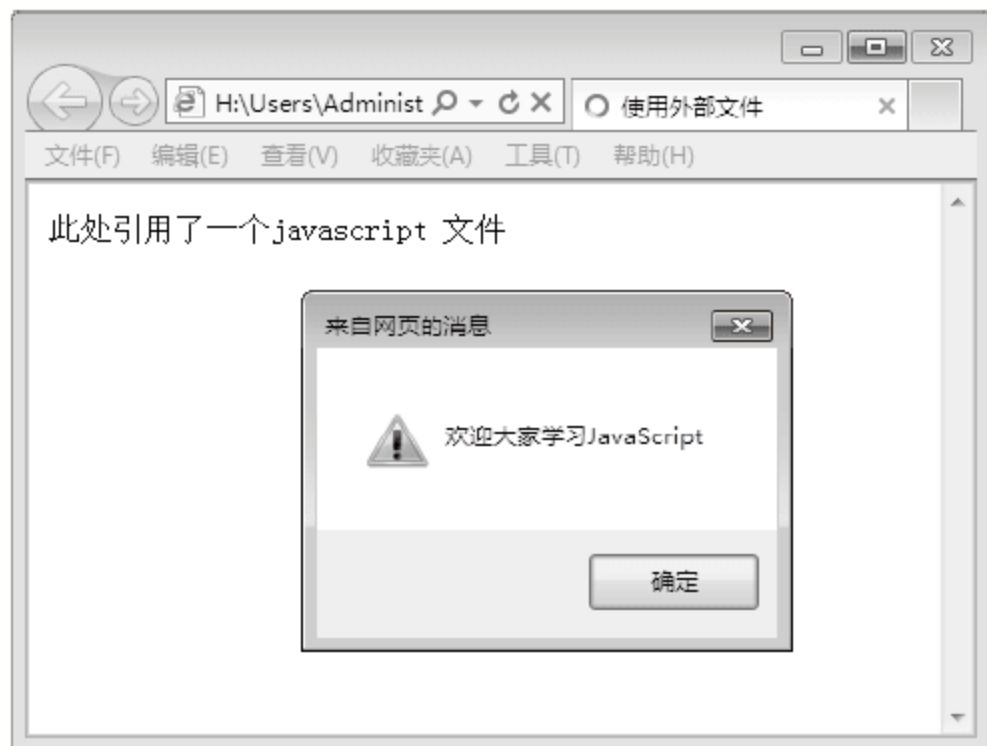 H:\Users\Administ
使用外部文件
文件(F) 编辑(E) 查看(V) 收藏夹(A) 工具(T) 帮助(H)
此处引用了一个javascript 文件
来自网页的消息
欢迎大家学习JavaScript
确定